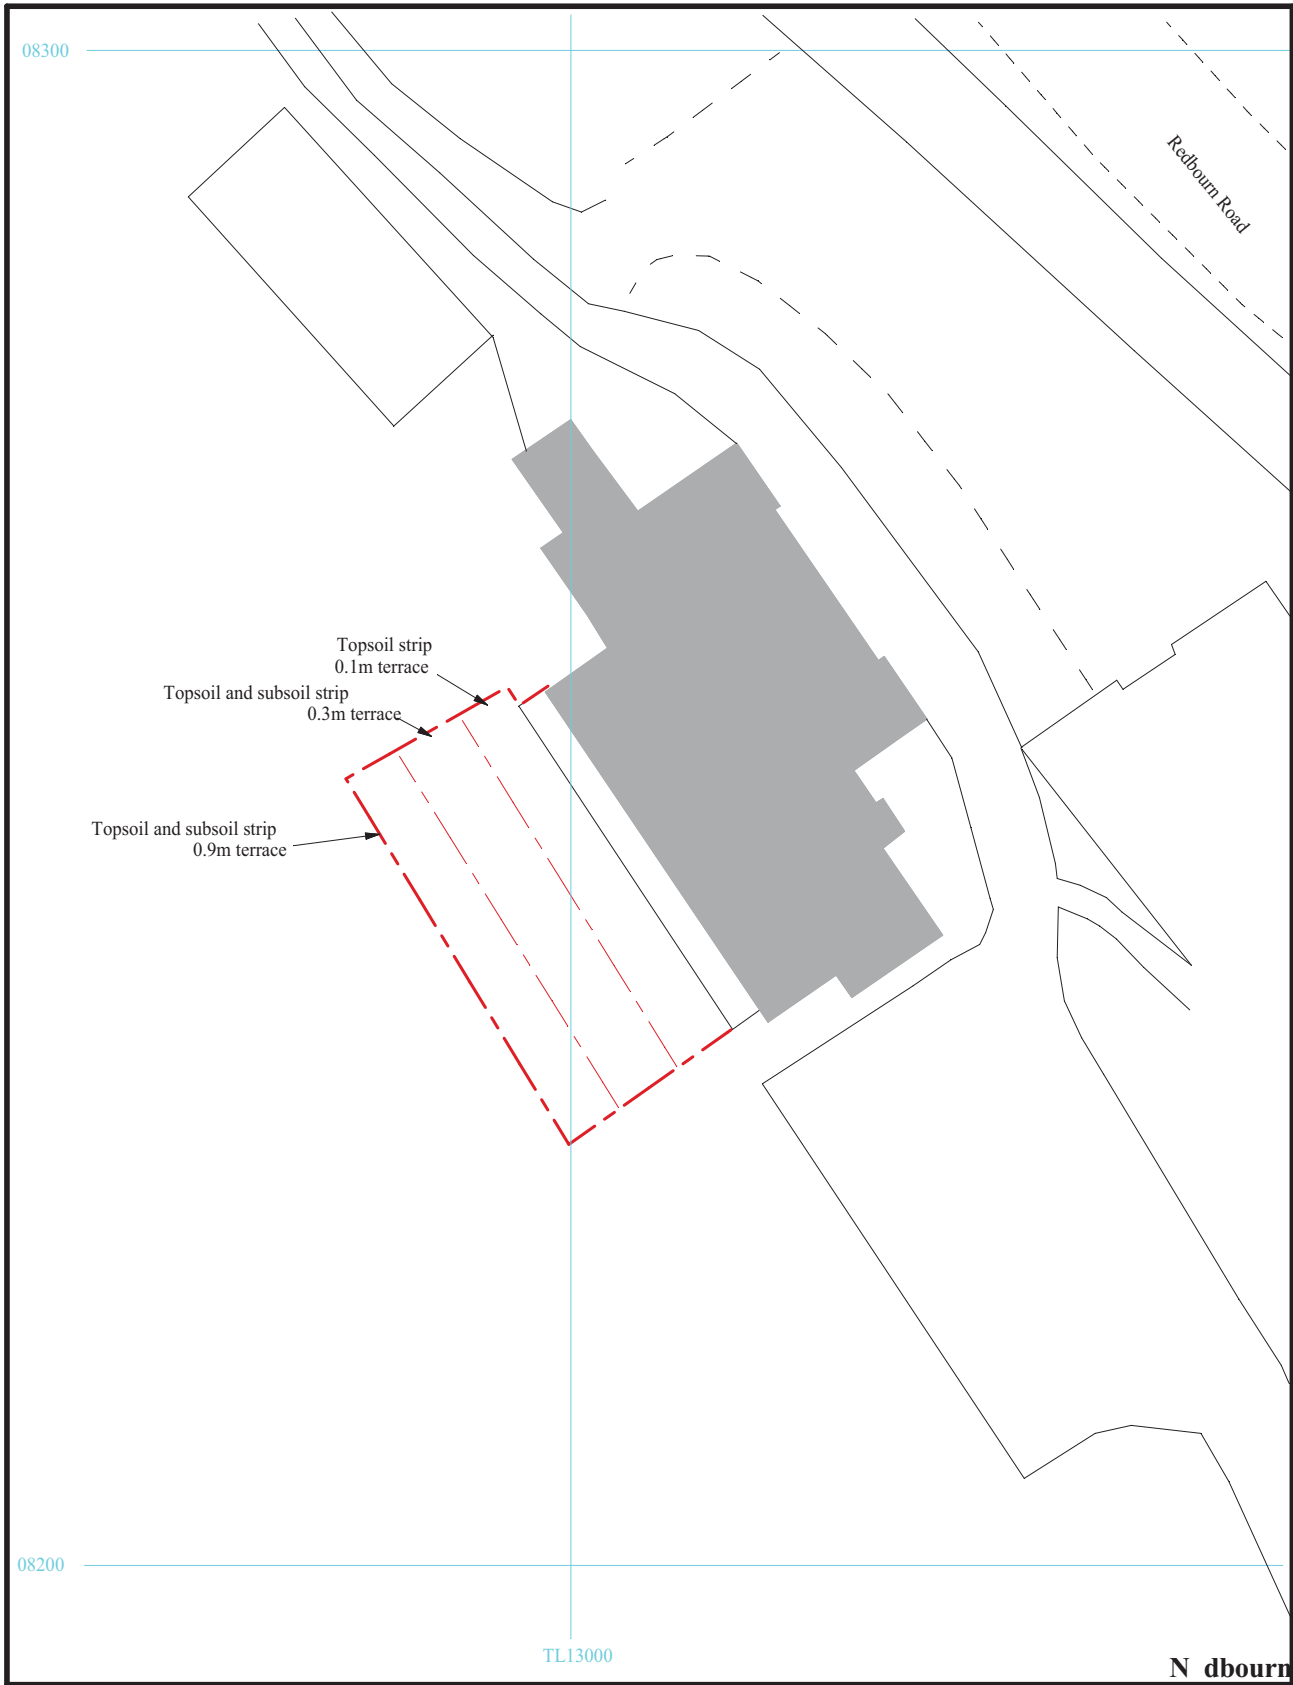 08300
Redbourn Road
Topsoil strip
0.1m terrace
Topsoil and subsoil strip
0.3m terrace
Topsoil and subsoil strip
0.9m terrace
08200
TL13000
N dbourn